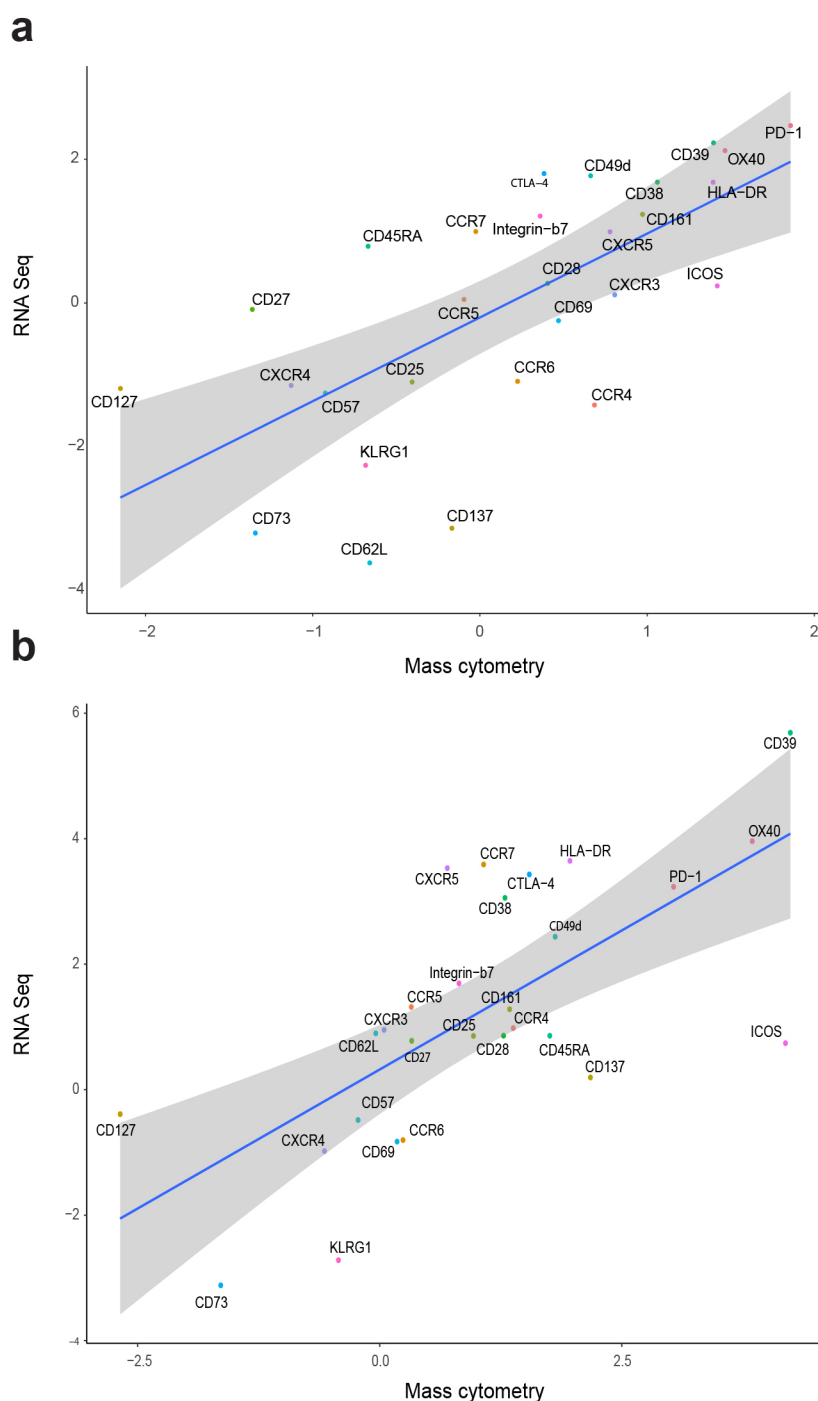 a
2
0
−2
−4
RNA Seq
PD−1
CD39
OX40
CD49d
CTLA−4
CD38
HLA−DR
CCR7
Integrin−b7
CD161
CD45RA
CXCR5
CD28
ICOS
CXCR3
CD27
CCR5
CD69
CXCR4
CD25
CCR6
CD127
CD57
CCR4
KLRG1
CD73
CD137
CD62L
−2
−1
0
1
2
Mass cytometry
b
6
4
2
0
−2
−4
RNA Seq
CD39
OX40
CCR7
HLA−DR
CXCR5
CTLA−4
PD−1
CD38
CD49d
Integrin−b7
CCR5
CD161
CXCR3
CD25
CCR4
CD62L
CD27
CD28
CD45RA
ICOS
CD137
CD57
CD127
CXCR4
CD69
CCR6
KLRG1
CD73
−2.5
0.0
2.5
Mass cytometry